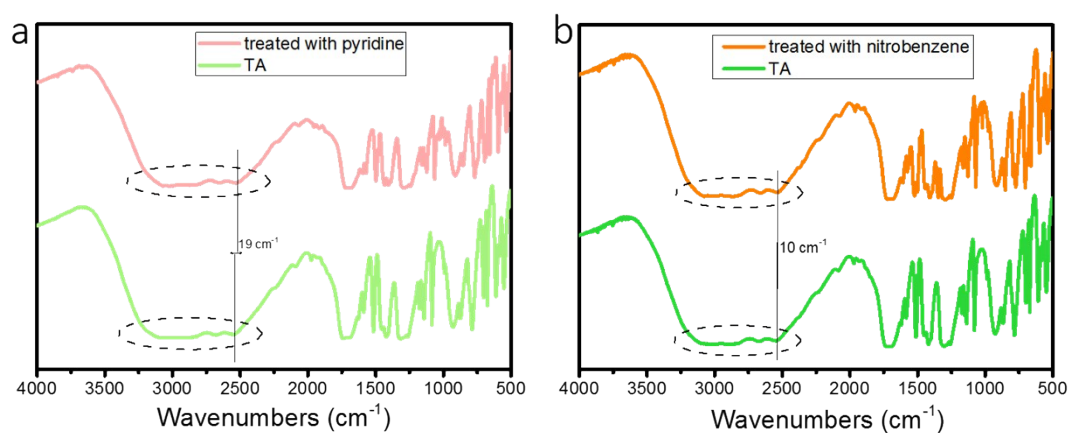 a
treated with pyridine
TA
19 cm⁻¹
4000 3500 3000 2500 2000 1500 1000 500
Wavenumbers (cm⁻¹)
b
treated with nitrobenzene
TA
10 cm⁻¹
4000 3500 3000 2500 2000 1500 1000 500
Wavenumbers (cm⁻¹)